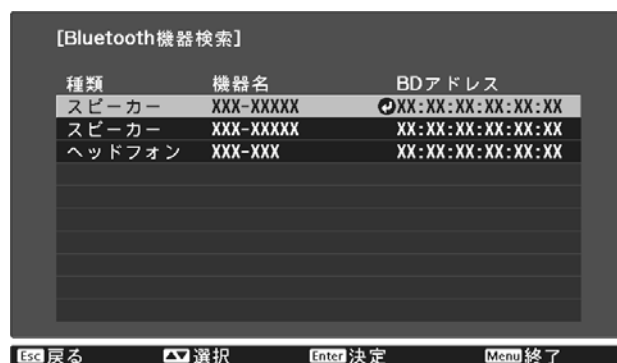 [Bluetooth機器検索]
種類 機器名 BDアドレス
スピーカー XXX-XXXXX XX:XX:XX:XX:XX:XX
スピーカー XXX-XXXXX XX:XX:XX:XX:XX:XX
ヘッドフォン XXX-XXX XX:XX:XX:XX:XX:XX
Esc 戻る 選択 Enter 決定 Menu 終了